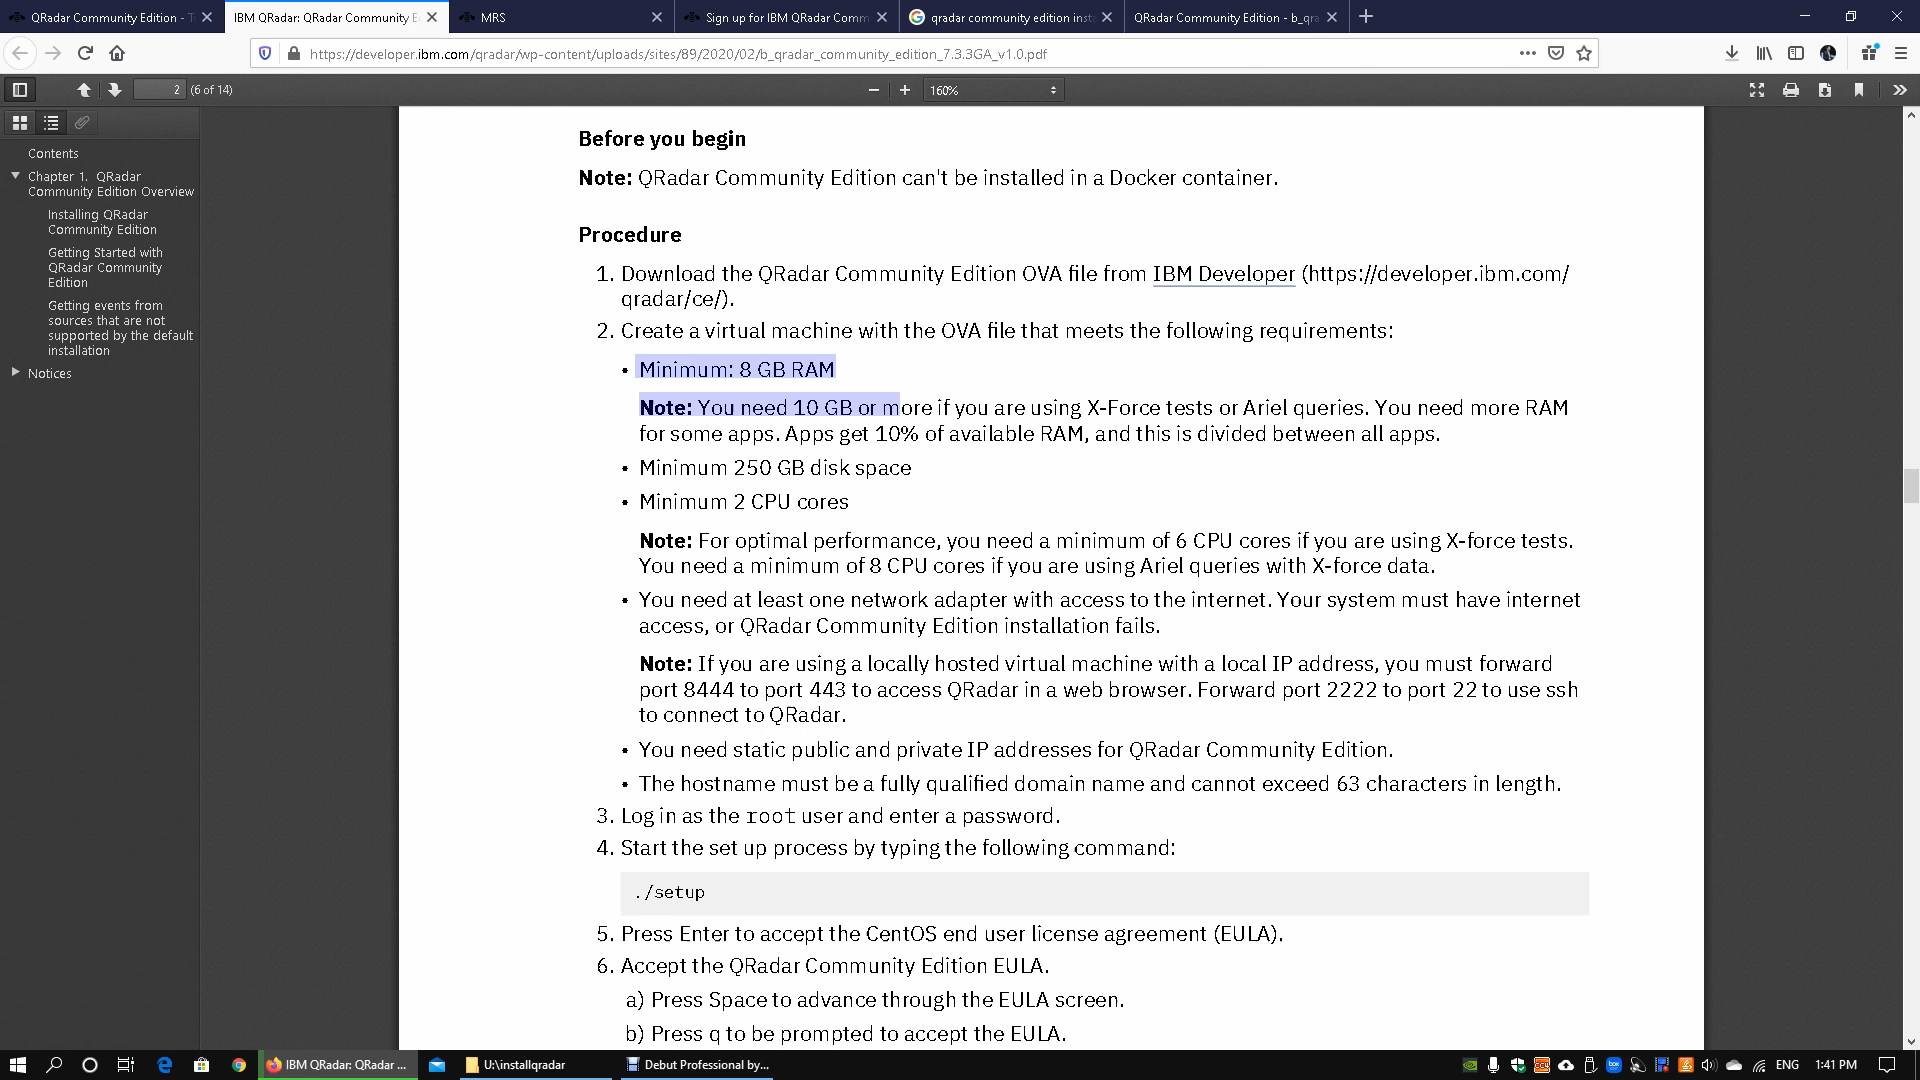 QRadar Community Edition - T
IBM QRadar: QRadar Community E
MRS
Sign up for IBM QRadar Comm
qradar community edition inst
QRadar Community Edition - b_qra
https://developer.ibm.com/qradar/wp-content/uploads/sites/89/2020/02/b_qradar_community_edition_7.3.3GA_v1.0.pdf
2 (6 of 14)
160%
Contents
Chapter 1. QRadar
Community Edition Overview
Installing QRadar
Community Edition
Getting Started with
QRadar Community
Edition
Getting events from
sources that are not
supported by the default
installation
Notices
Before you begin
Note: QRadar Community Edition can't be installed in a Docker container.
Procedure
1. Download the QRadar Community Edition OVA file from IBM Developer (https://developer.ibm.com/
qradar/ce/).
2. Create a virtual machine with the OVA file that meets the following requirements:
• Minimum: 8 GB RAM
Note: You need 10 GB or more if you are using X-Force tests or Ariel queries. You need more RAM
for some apps. Apps get 10% of available RAM, and this is divided between all apps.
• Minimum 250 GB disk space
• Minimum 2 CPU cores
Note: For optimal performance, you need a minimum of 6 CPU cores if you are using X-force tests.
You need a minimum of 8 CPU cores if you are using Ariel queries with X-force data.
• You need at least one network adapter with access to the internet. Your system must have internet
access, or QRadar Community Edition installation fails.
Note: If you are using a locally hosted virtual machine with a local IP address, you must forward
port 8444 to port 443 to access QRadar in a web browser. Forward port 2222 to port 22 to use ssh
to connect to QRadar.
• You need static public and private IP addresses for QRadar Community Edition.
• The hostname must be a fully qualified domain name and cannot exceed 63 characters in length.
3. Log in as the root user and enter a password.
4. Start the set up process by typing the following command:
./setup
5. Press Enter to accept the CentOS end user license agreement (EULA).
6. Accept the QRadar Community Edition EULA.
a) Press Space to advance through the EULA screen.
b) Press q to be prompted to accept the EULA.
IBM QRadar: QRadar ...
U:\installqradar
Debut Professional by...
ENG
1:41 PM